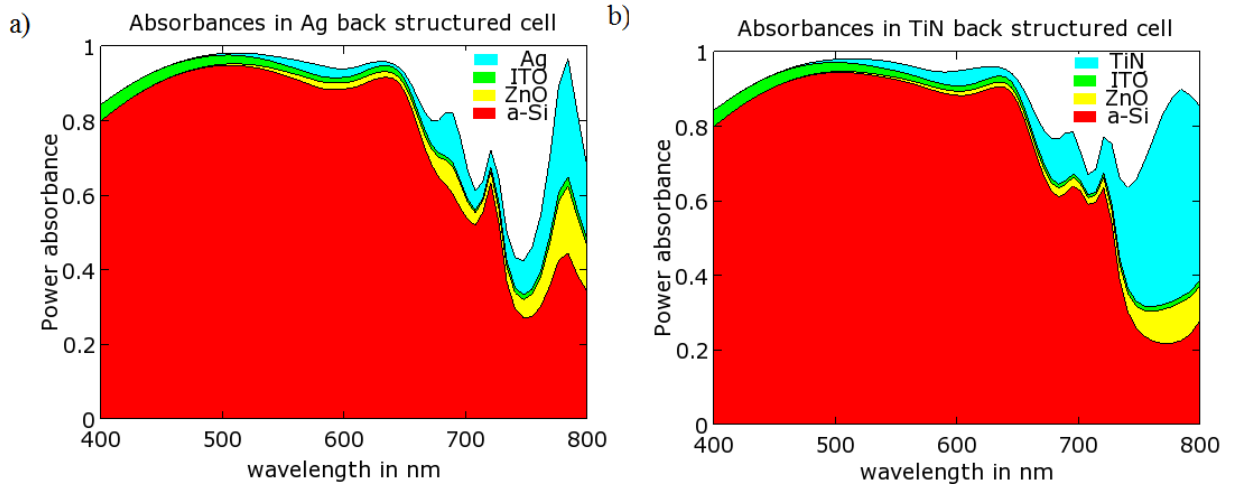 a)
Absorbances in Ag back structured cell
Ag
ITO
ZnO
a-Si
Power absorbance
1
0.8
0.6
0.4
0.2
0
400 500 600 700 800
wavelength in nm
b)
Absorbances in TiN back structured cell
TiN
ITO
ZnO
a-Si
Power absorbance
1
0.8
0.6
0.4
0.2
0
400 500 600 700 800
wavelength in nm